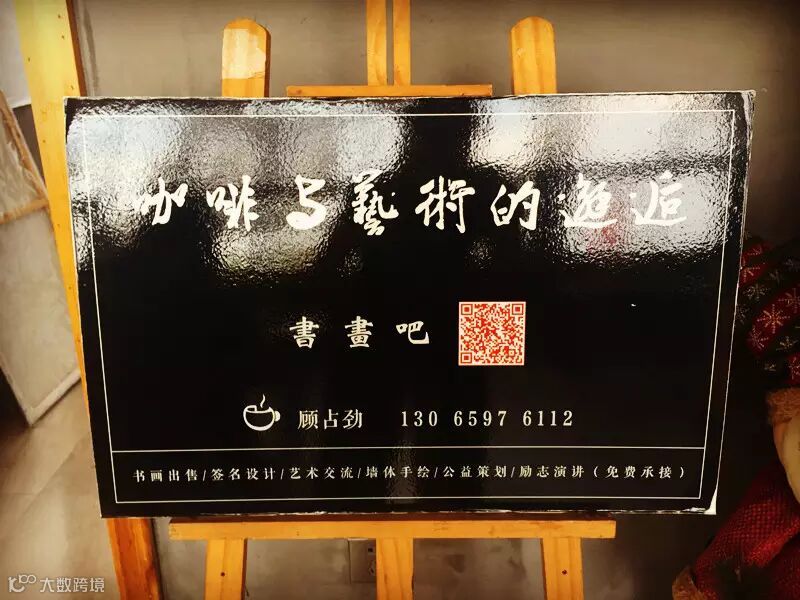 咖啡与藝術的邂逅
書畫吧
顾占劲 130 6597 6112
书画出售/签名设计/艺术交流/墙体手绘/公益策划/励志演讲（免费承接）
大数跨境